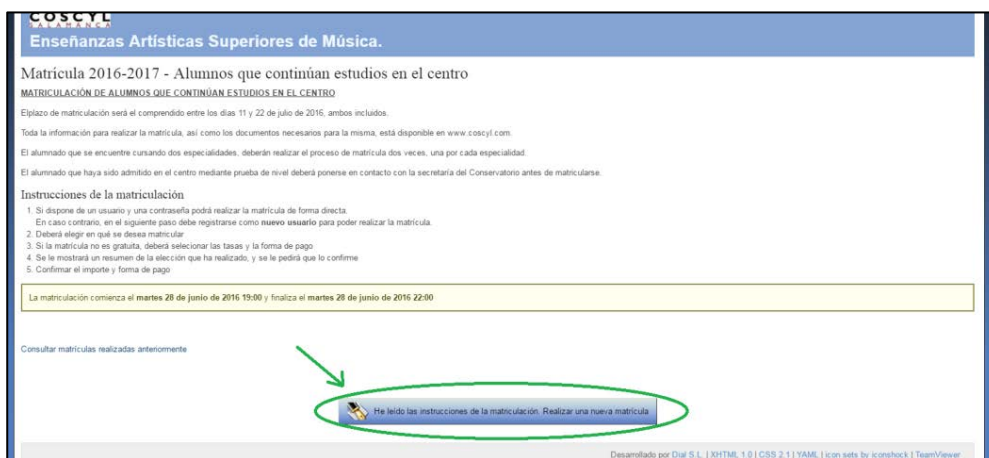 COSCYL
SALAMANCA
Enseñanzas Artísticas Superiores de Música.
Matrícula 2016-2017 - Alumnos que continúan estudios en el centro
MATRICULACIÓN DE ALUMNOS QUE CONTINÚAN ESTUDIOS EN EL CENTRO
Elplazo de matriculación será el comprendido entre los días 11 y 22 de julio de 2016, ambos incluidos.
Toda la información para realizar la matrícula, así como los documentos necesarios para la misma, está disponible en www.coscyl.com.
El alumnado que se encuentre cursando dos especialidades, deberán realizar el proceso de matrícula dos veces, una por cada especialidad.
El alumnado que haya sido admitido en el centro mediante prueba de nivel deberá ponerse en contacto con la secretaría del Conservatorio antes de matricularse.
Instrucciones de la matriculación
1. Si dispone de un usuario y una contraseña podrá realizar la matrícula de forma directa.
En caso contrario, en el siguiente paso debe registrarse como nuevo usuario para poder realizar la matrícula.
2. Deberá elegir en qué se desea matricular
3. Si la matrícula no es gratuita, deberá selecionar las tasas y la forma de pago
4. Se le mostrará un resumen de la elección que ha realizado, y se le pedirá que lo confirme
5. Confirmar el importe y forma de pago
La matriculación comienza el martes 28 de junio de 2016 19:00 y finaliza el martes 28 de junio de 2016 22:00
Consultar matrículas realizadas anteriormente
He leído las instrucciones de la matriculación. Realizar una nueva matrícula
Desarrollado por Dial S.L. | XHTML 1.0 | CSS 2.1 | YAML | icon sets by iconshock | TeamViewer